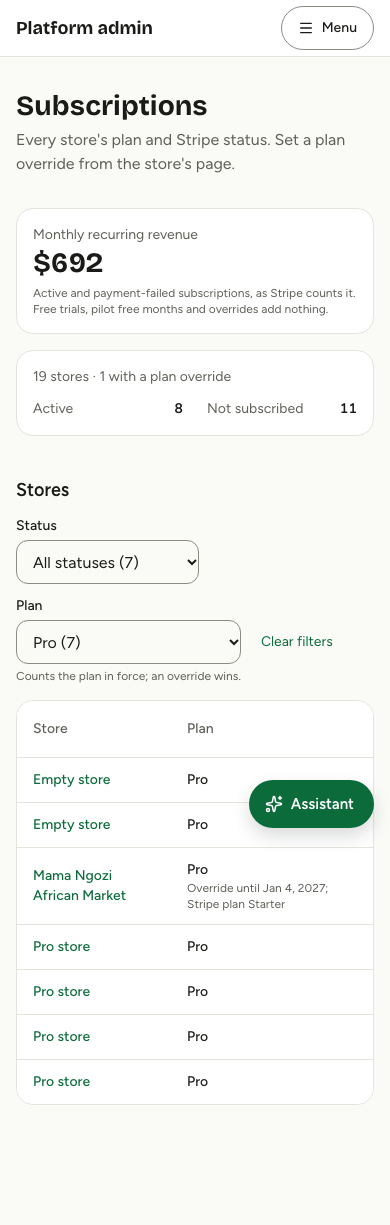 Platform admin
Menu
Subscriptions
Every store's plan and Stripe status. Set a plan
override from the store's page.
Monthly recurring revenue
$692
Active and payment-failed subscriptions, as Stripe counts it.
Free trials, pilot free months and overrides add nothing.
19 stores · 1 with a plan override
Active 8 Not subscribed 11
Stores
Status
All statuses (7)
Plan
Pro (7)
Clear filters
Counts the plan in force; an override wins.
Store Plan
Empty store Pro
Assistant
Empty store Pro
Mama Ngozi
African Market
Pro
Override until Jan 4, 2027;
Stripe plan Starter
Pro store Pro
Pro store Pro
Pro store Pro
Pro store Pro